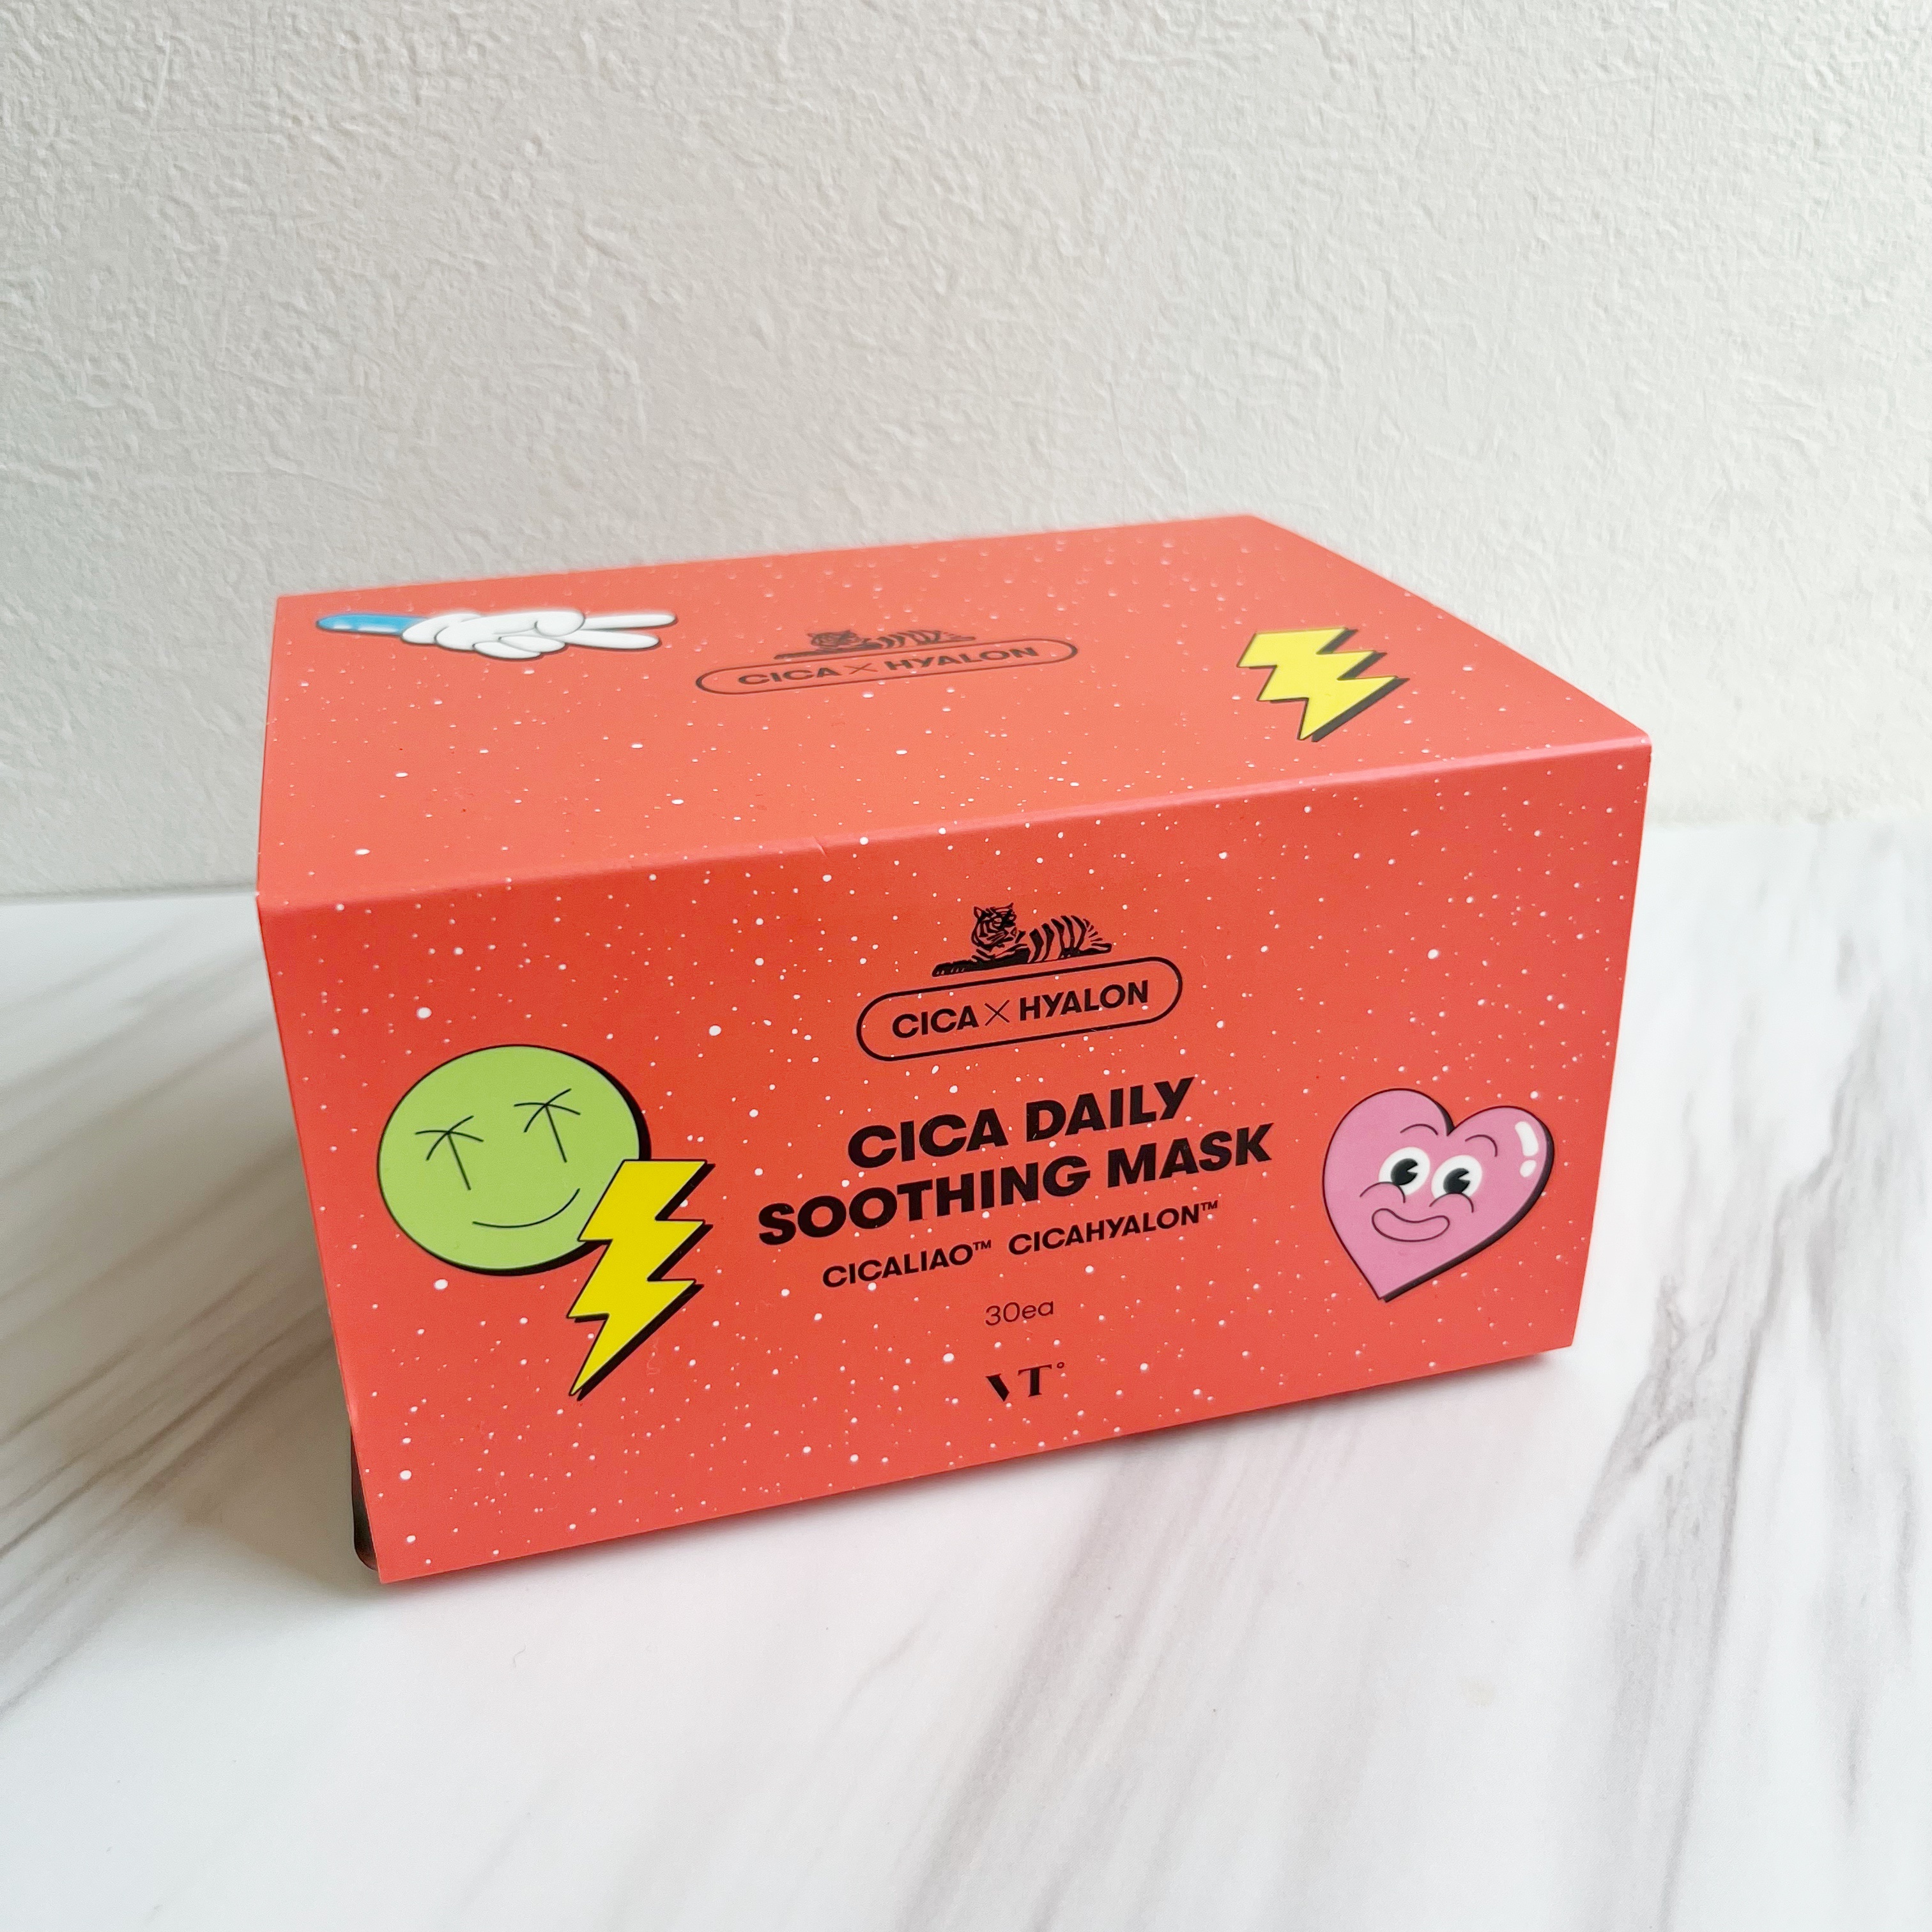 CICA × HYALON
CICA × HYALON
CICA DAILY
SOOTHING MASK
CICALIAO™ CICAHYALON™
30ea
VT°